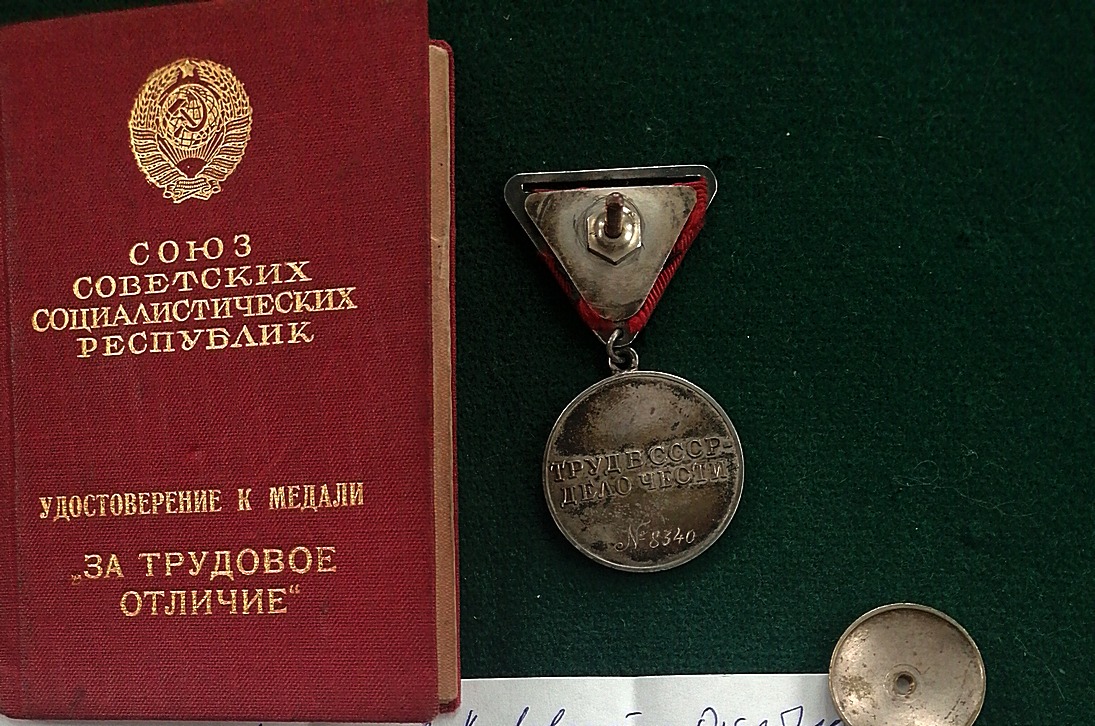 СОЮЗ
СОВЕТСКИХ
СОЦИАЛИСТИЧЕСКИХ
РЕСПУБЛИК
УДОСТОВЕРЕНИЕ К МЕДАЛИ
„ЗА ТРУДОВОЕ
ОТЛИЧИЕ“
ТРУД В СССР-
ДЕЛО ЧЕСТИ
№ 8340